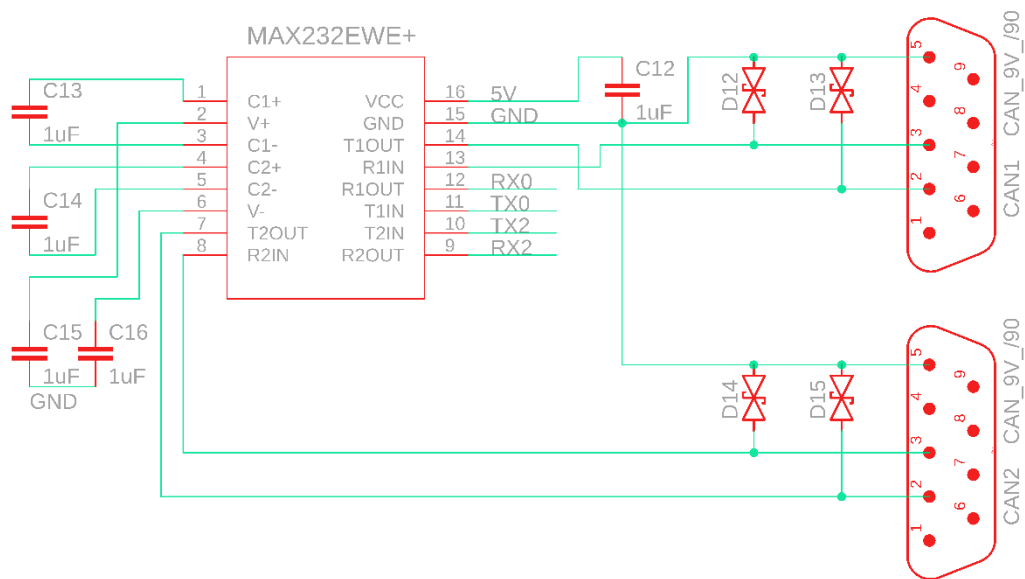 MAX232EWE+
C13
1uF
C14
1uF
C15
1uF
C16
1uF
GND
1
2
3
4
5
6
7
8
C1+
V+
C1-
C2+
C2-
V-
T2OUT
R2IN
VCC
GND
T1OUT
R1IN
R1OUT
T1IN
T2IN
R2OUT
16
15
14
13
12
11
10
9
5V
GND
RX0
TX0
TX2
RX2
C12
1uF
D12
D13
5
4
3
2
1
9
8
7
6
CAN_9V_/90
CAN1
D14
D15
5
4
3
2
1
9
8
7
6
CAN_9V_/90
CAN2